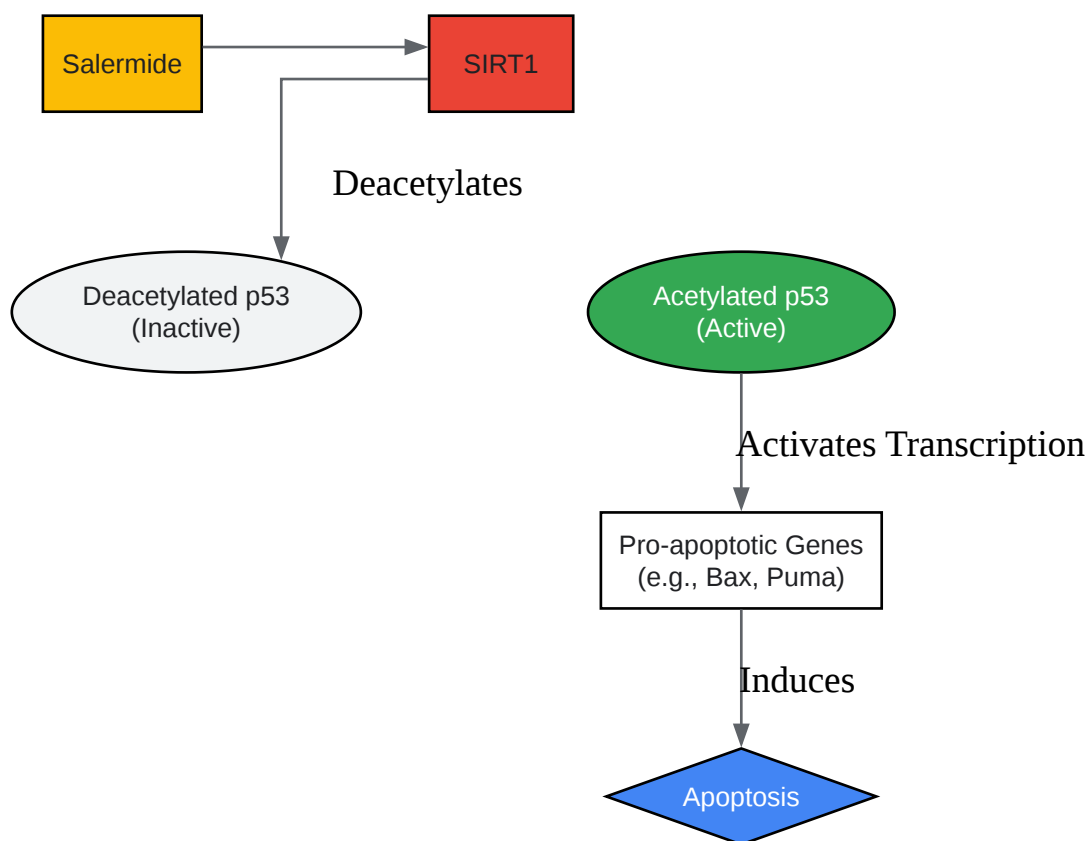 Salermide
SIRT1
Deacetylates
Deacetylated p53
(Inactive)
Acetylated p53
(Active)
Activates Transcription
Pro-apoptotic Genes
(e.g., Bax, Puma)
Induces
Apoptosis